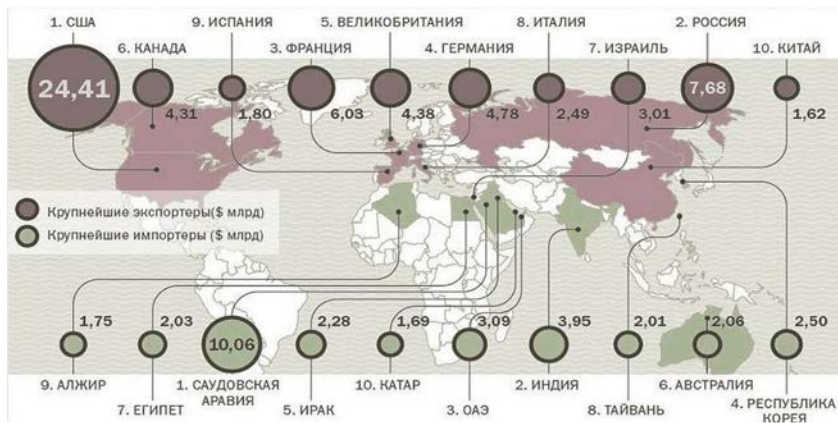 1. США
9. ИСПАНИЯ
5. ВЕЛИКОБРИТАНИЯ
8. ИТАЛИЯ
2. РОССИЯ
6. КАНАДА
3. ФРАНЦИЯ
4. ГЕРМАНИЯ
7. ИЗРАИЛЬ
10. КИТАЙ
24,41
7,68
4,31
1,80
6,03
4,38
4,78
2,49
3,01
1,62
Крупнейшие экспортеры($ млрд)
Крупнейшие импортеры ($ млрд)
1,75
2,03
2,28
1,69
3,09
3,95
2,01
2,06
2,50
10,06
9. АЛЖИР
1. САУДОВСКАЯ
АРАВИЯ
10. КАТАР
2. ИНДИЯ
6. АВСТРАЛИЯ
4. РЕСПУБЛИКА
КОРЕЯ
7. ЕГИПЕТ
5. ИРАК
3. ОАЭ
8. ТАЙВАНЬ